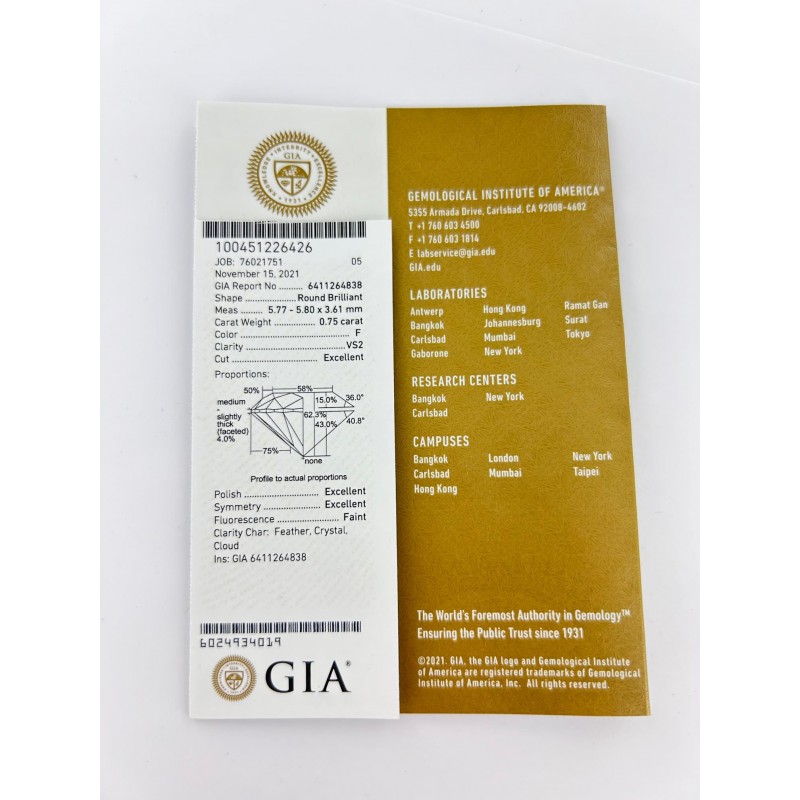 KNOWLEDGE • INTEGRITY • EXCELLENCE
GIA
• 1931 •
100451226426
JOB: 76021751 05
November 15, 2021
GIA Report No .......... 6411264838
Shape .................. Round Brilliant
Meas ........ 5.77 - 5.80 x 3.61 mm
Carat Weight ............... 0.75 carat
Color ........................................ F
Clarity .................................. VS2
Cut ................................ Excellent
Proportions:
50% 58%
medium 15.0% 36.0°
-
slightly 62.3%
thick 43.0% 40.8°
(faceted)
4.0%
75%
none
Profile to actual proportions
Polish ........................... Excellent
Symmetry ..................... Excellent
Fluorescence ..................... Faint
Clarity Char: Feather, Crystal,
Cloud
Ins: GIA 6411264838
6024934019
GIA®
GEMOLOGICAL INSTITUTE OF AMERICA®
5355 Armada Drive, Carlsbad, CA 92008-4602
T +1 760 603 4500
F +1 760 603 1814
E labservice@gia.edu
GIA.edu
LABORATORIES
Antwerp Hong Kong Ramat Gan
Bangkok Johannesburg Surat
Carlsbad Mumbai Tokyo
Gaborone New York
RESEARCH CENTERS
Bangkok New York
Carlsbad
CAMPUSES
Bangkok London New York
Carlsbad Mumbai Taipei
Hong Kong
The World's Foremost Authority in Gemology™
Ensuring the Public Trust since 1931
©2021. GIA, the GIA logo and Gemological Institute
of America are registered trademarks of Gemological
Institute of America, Inc. All rights reserved.